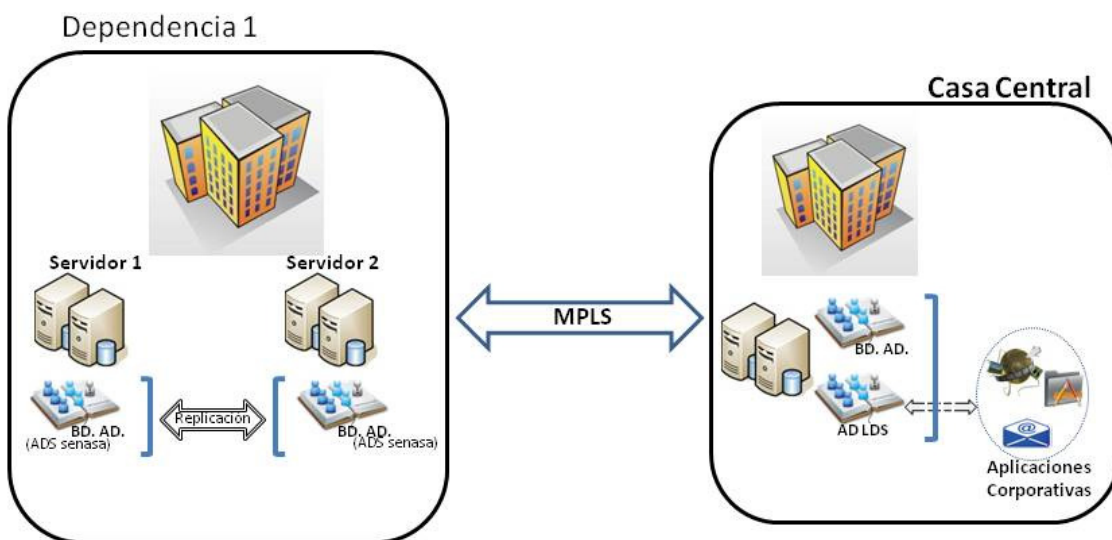 Dependencia 1
Casa Central
Servidor 1
Servidor 2
MPLS
BD. AD.
(ADS senasa)
Replicación
BD. AD.
(ADS senasa)
BD. AD.
AD LDS
@
Aplicaciones
Corporativas